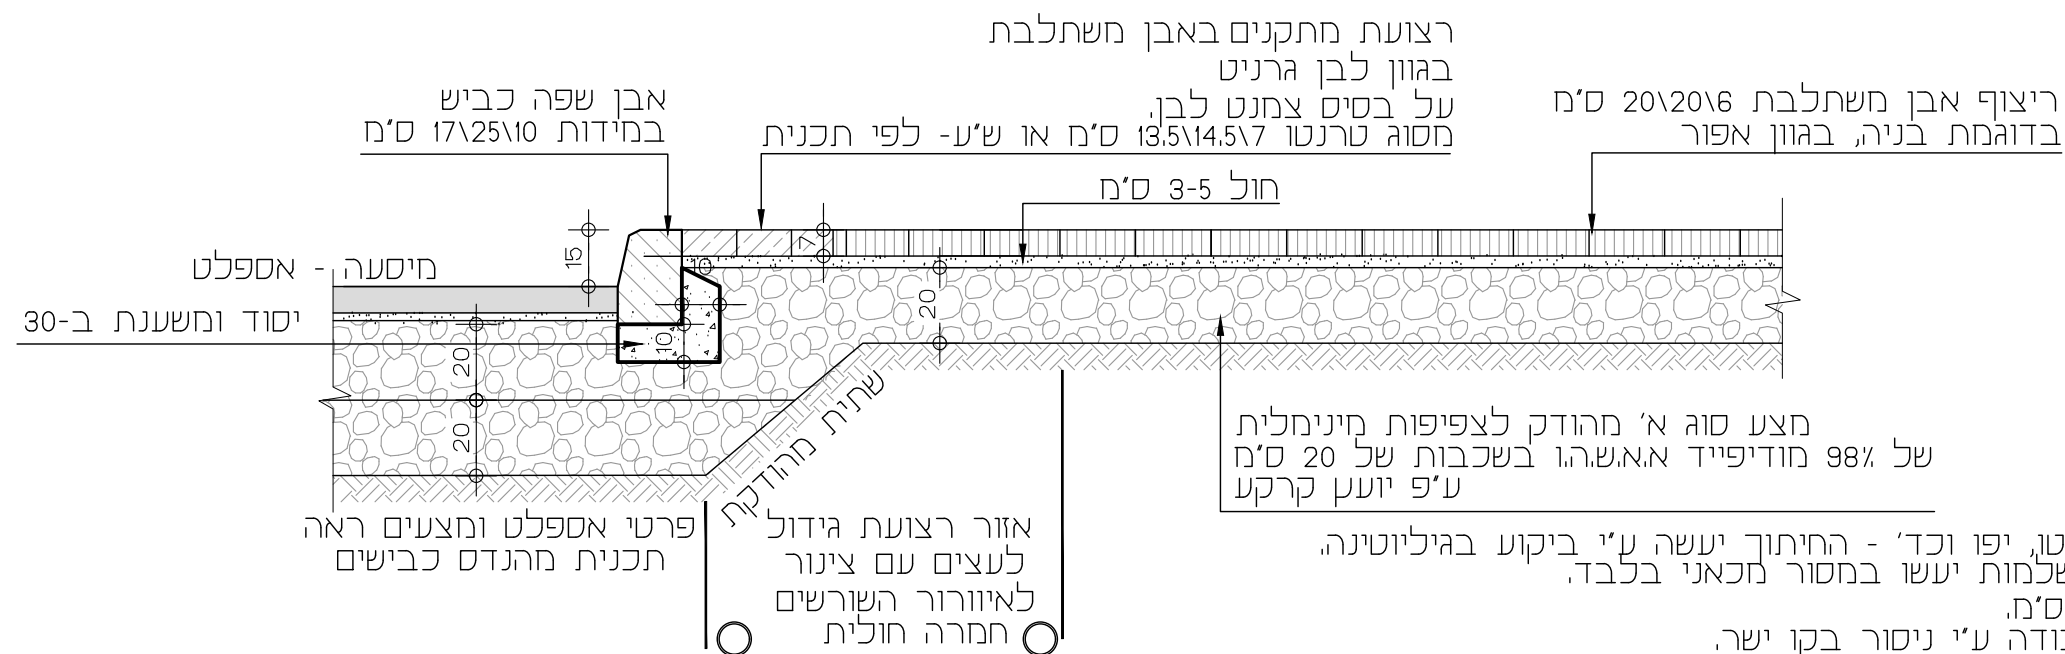 רצועת מתקנים באבן משתלבת
בגוון לבן גרניט
על בסיס צמנט לבן,
מסוג טרנטו 13.5\14.5\7 ס"מ או ש"ע- לפי תכנית
אבן שפה כביש
במידות 17\25\10 ס"מ
ריצוף אבן משתלבת 20\20\6 ס"מ
בדוגמת בניה, בגוון אפור
חול 3-5 ס"מ
מיסעה - אספלט
יסוד ומשענת ב-30
15
7
10
10
20
20
20
שתית מהודקת
מצע סוג א' מהודק לצפיפות מינימלית
של 98% מודיפייד א.א.ש.ה.ו בשכבות של 20 ס"מ
ע"פ יועץ קרקע
פרטי אספלט ומצעים ראה
תכנית מהנדס כבישים
אזור רצועת גידול
לעצים עם צינור
לאיוורור השורשים
חמרה חולית
יפו וכד' - החיתוך יעשה ע"י ביקוע בגיליוטינה.
יעשו במסור מכאני בלבד.
ס"מ.
ע"י ניסור בקו ישר.